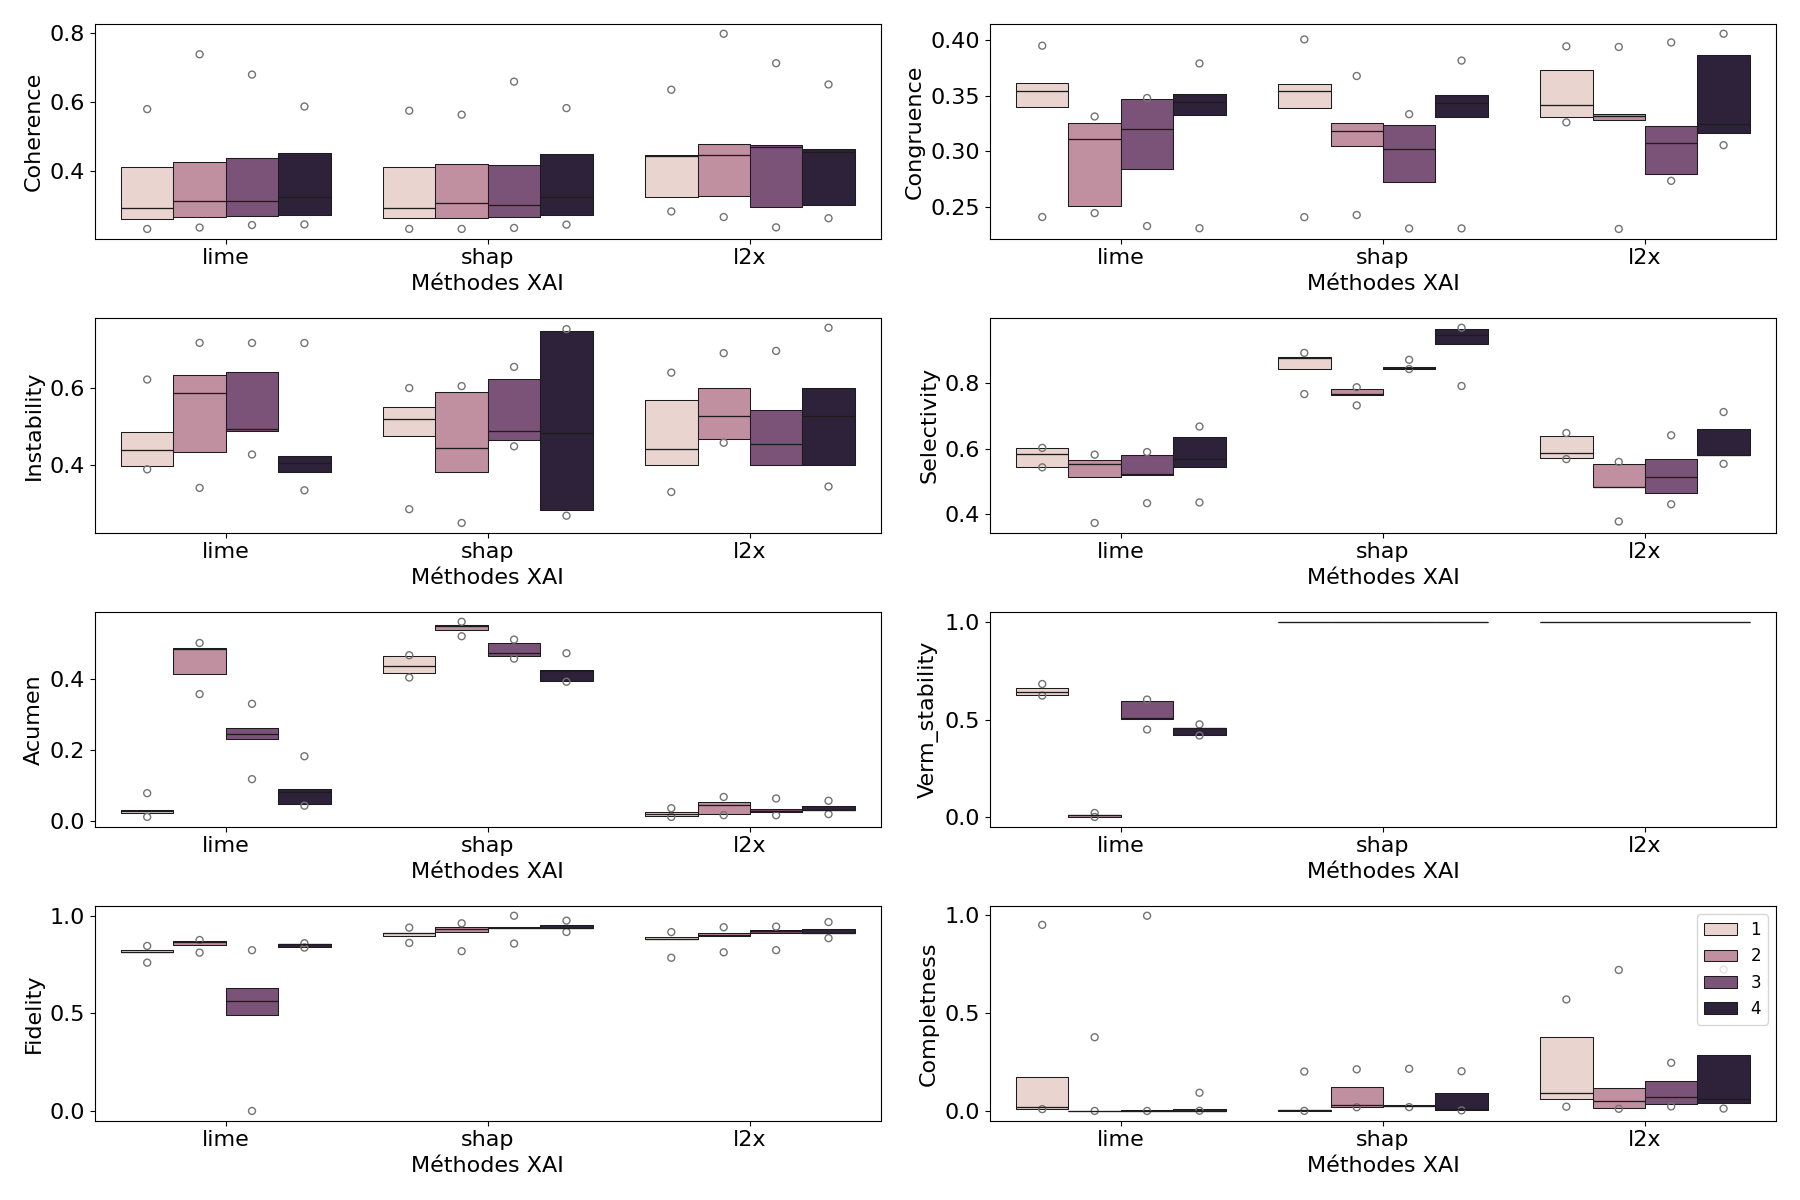 Coherence
0.8
0.6
0.4
lime
shap
l2x
Méthodes XAI
Congruence
0.40
0.35
0.30
0.25
lime
shap
l2x
Méthodes XAI
Instability
0.6
0.4
lime
shap
l2x
Méthodes XAI
Selectivity
0.8
0.6
0.4
lime
shap
l2x
Méthodes XAI
Acumen
0.4
0.2
0.0
lime
shap
l2x
Méthodes XAI
Verm_stability
1.0
0.5
0.0
lime
shap
l2x
Méthodes XAI
Fidelity
1.0
0.5
0.0
lime
shap
l2x
Méthodes XAI
Completness
1.0
0.5
0.0
1
2
3
4
lime
shap
l2x
Méthodes XAI